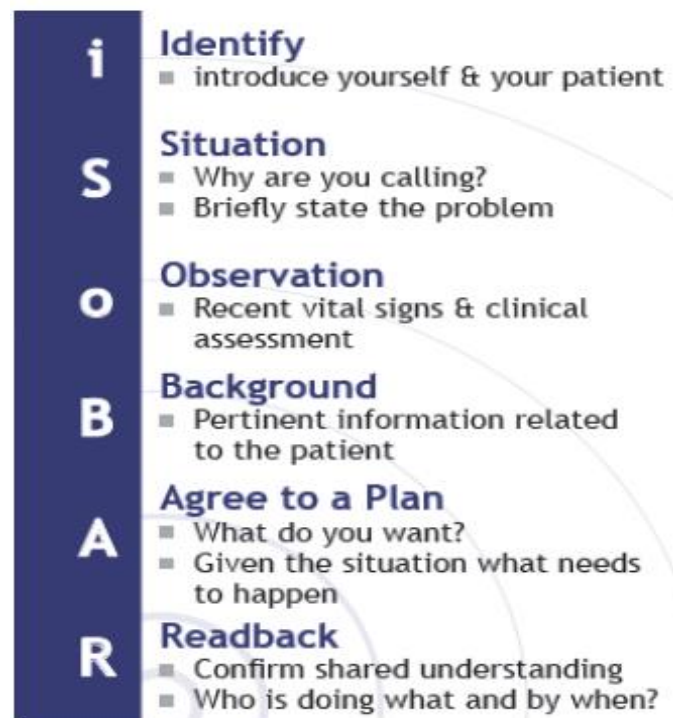 i
Identify
▪ introduce yourself & your patient
S
Situation
▪ Why are you calling?
▪ Briefly state the problem
o
Observation
▪ Recent vital signs & clinical
assessment
B
Background
▪ Pertinent information related
to the patient
A
Agree to a Plan
▪ What do you want?
▪ Given the situation what needs
to happen
R
Readback
▪ Confirm shared understanding
▪ Who is doing what and by when?